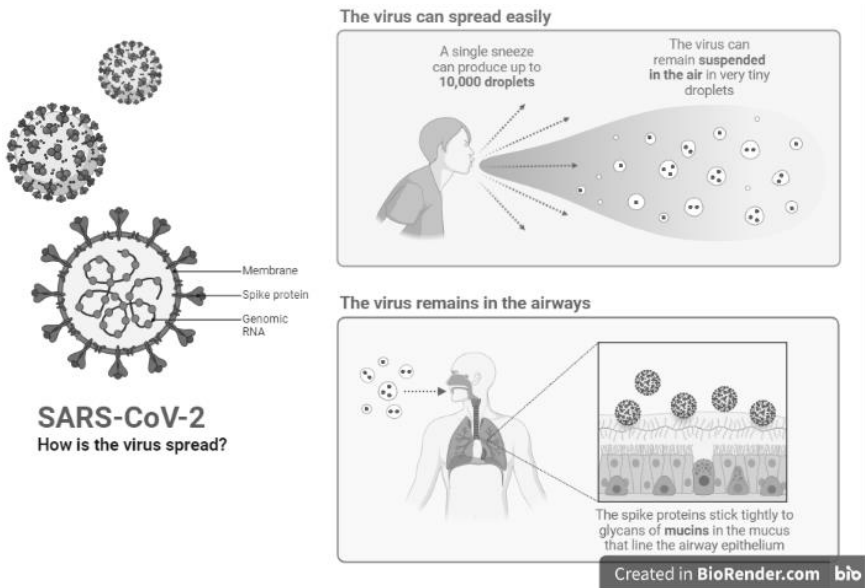 The virus can spread easily
A single sneeze
can produce up to
10,000 droplets
The virus can
remain suspended
in the air in very tiny
droplets
Membrane
Spike protein
Genomic
RNA
SARS-CoV-2
How is the virus spread?
The virus remains in the airways
The spike proteins stick tightly to
glycans of mucins in the mucus
that line the airway epithelium
Created in BioRender.com bio